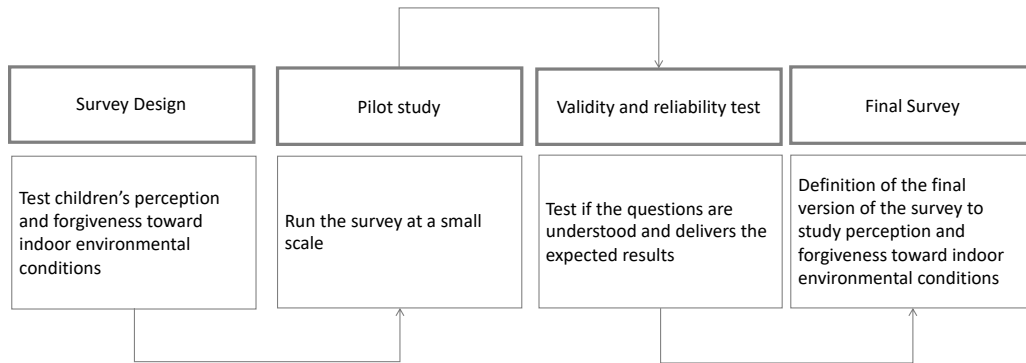 Survey Design
Pilot study
Validity and reliability test
Final Survey
Test children’s perception
and forgiveness toward
indoor environmental
conditions
Run the survey at a small
scale
Test if the questions are
understood and delivers the
expected results
Definition of the final
version of the survey to
study perception and
forgiveness toward indoor
environmental conditions